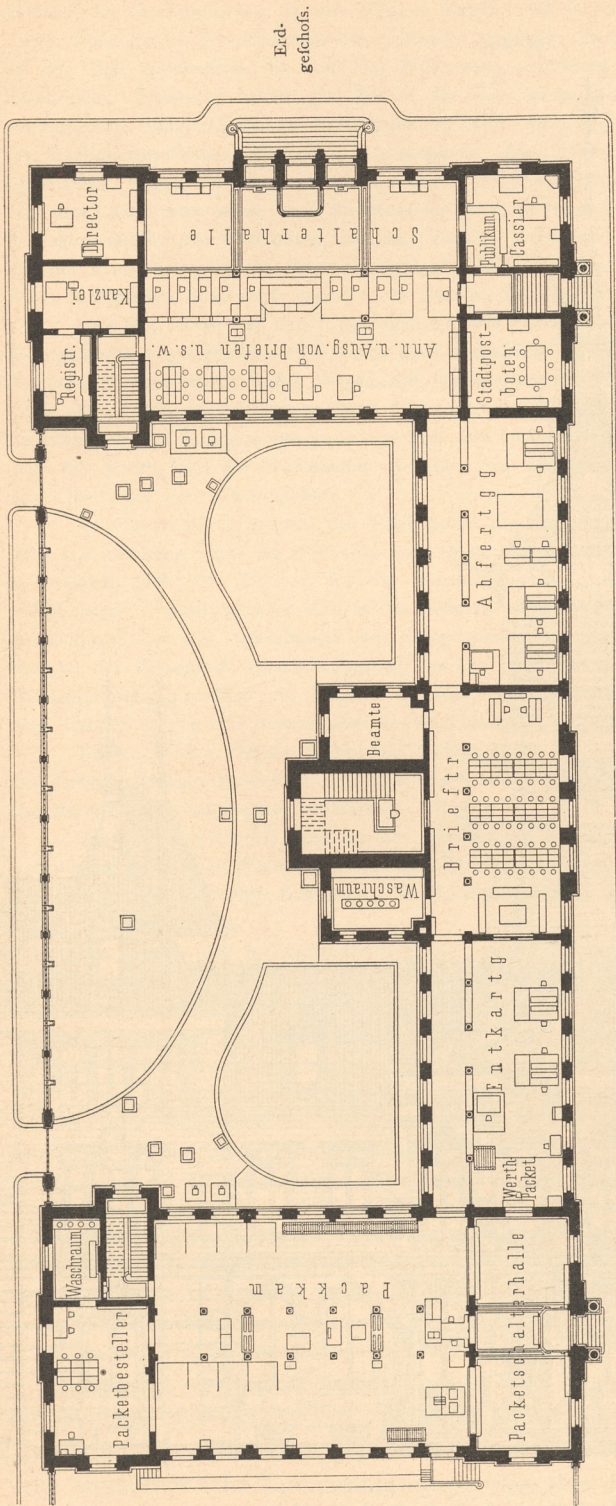 Erd-
geſchoſs.
Director
Kanzlei
Registr.
Schalterhalle
Ann. u. Ausg. von Briefen u.s.w.
Publikum
Cassier
Stadtpost-
boten
Abfertgg
Beamte
Brieftr
Waschraum
Entkartg
Werth-
Packet
Waschraum
Packetbesteller
Packkam
Packetschalterhalle